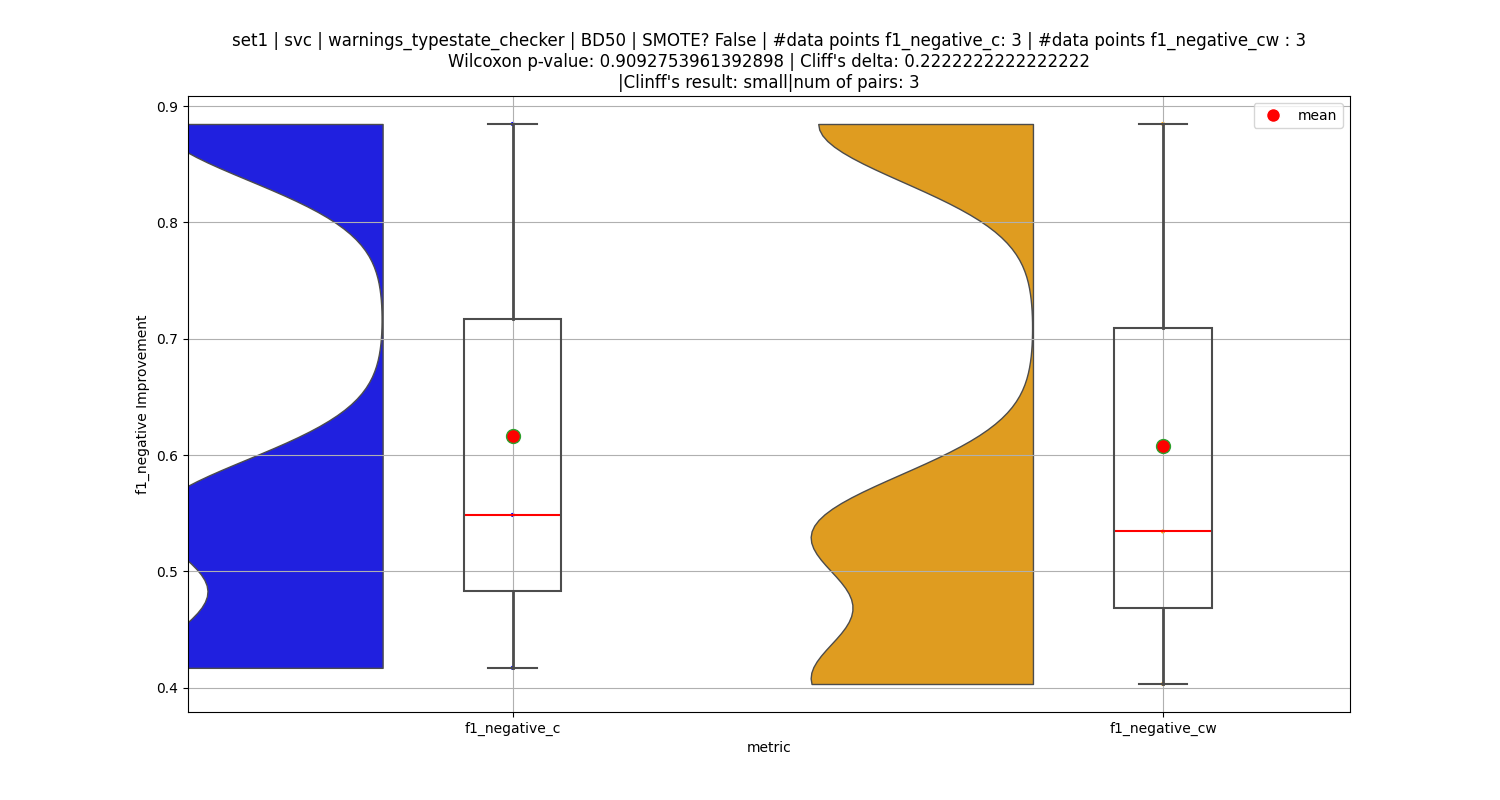 set1 | svc | warnings_typestate_checker | BD50 | SMOTE? False | #data points f1_negative_c: 3 | #data points f1_negative_cw : 3
Wilcoxon p-value: 0.9092753961392898 | Cliff's delta: 0.2222222222222222
|Clinff's result: small|num of pairs: 3
mean
0.9
0.8
0.7
0.6
0.5
0.4
f1_negative Improvement
f1_negative_c
f1_negative_cw
metric